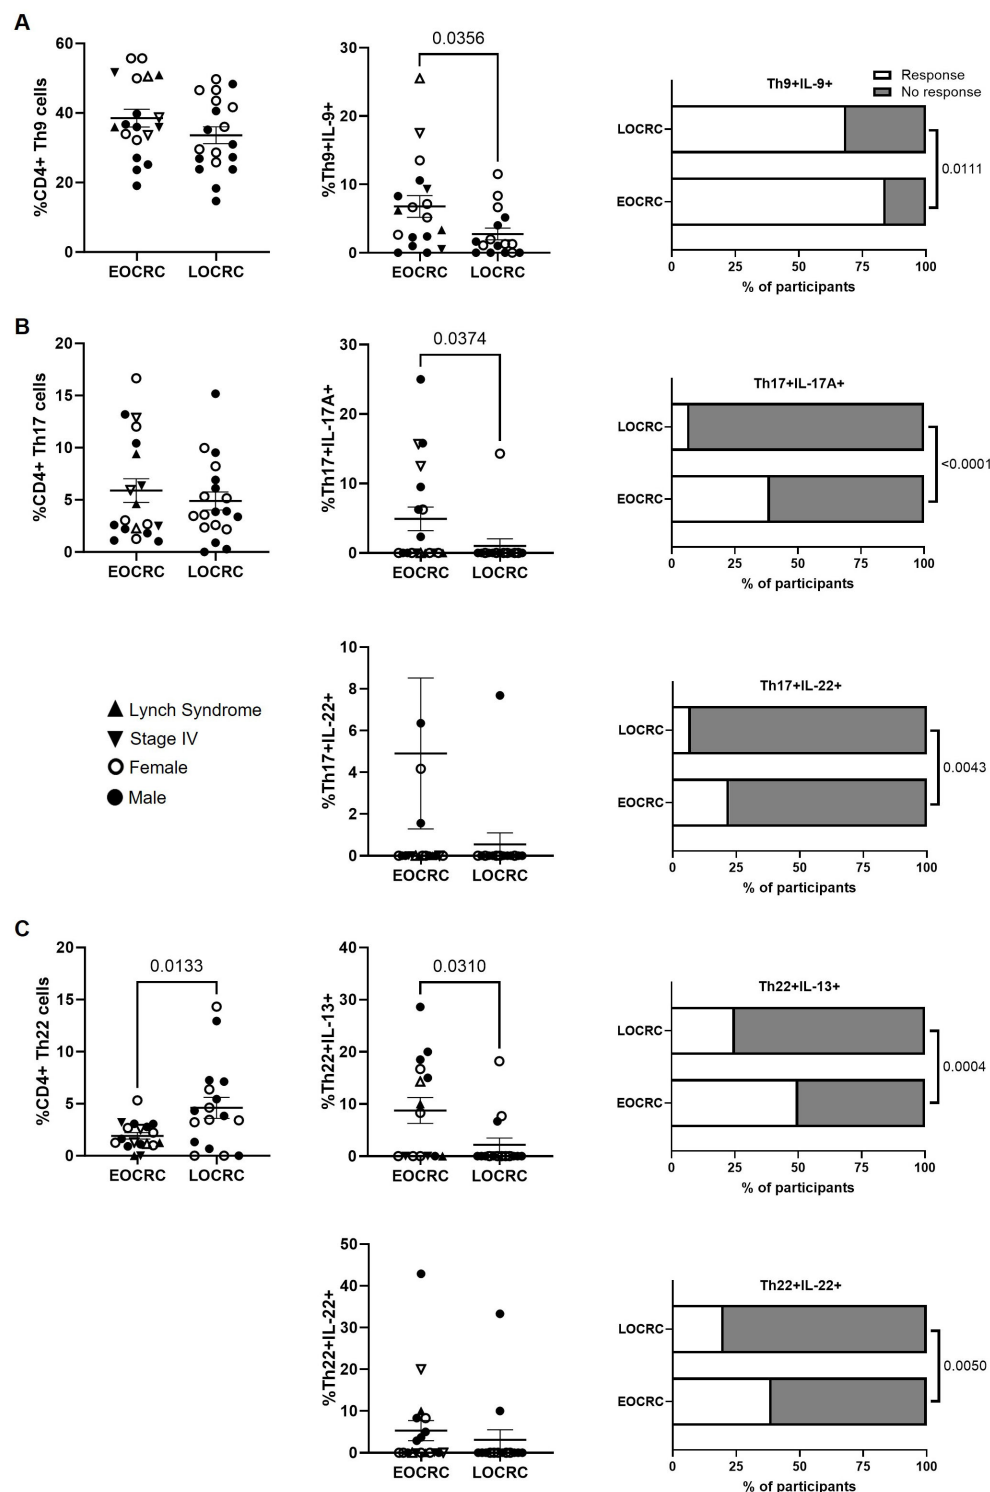 A
%CD4+ Th9 cells
60
40
20
0
EOCRC
LOCRC
%Th9+IL-9+
30
20
10
0
0.0356
EOCRC
LOCRC
Th9+IL-9+
Response
No response
LOCRC
EOCRC
0.0111
0 25 50 75 100
% of participants
B
%CD4+ Th17 cells
20
15
10
5
0
EOCRC
LOCRC
%Th17+IL-17A+
30
20
10
0
0.0374
EOCRC
LOCRC
Th17+IL-17A+
LOCRC
EOCRC
<0.0001
0 25 50 75 100
% of participants
Lynch Syndrome
Stage IV
Female
Male
%Th17+IL-22+
10
8
6
4
2
0
EOCRC
LOCRC
Th17+IL-22+
LOCRC
EOCRC
0.0043
0 25 50 75 100
% of participants
C
%CD4+ Th22 cells
20
15
10
5
0
0.0133
EOCRC
LOCRC
%Th22+IL-13+
40
30
20
10
0
0.0310
EOCRC
LOCRC
Th22+IL-13+
LOCRC
EOCRC
0.0004
0 25 50 75 100
% of participants
%Th22+IL-22+
50
40
30
20
10
0
EOCRC
LOCRC
Th22+IL-22+
LOCRC
EOCRC
0.0050
0 25 50 75 100
% of participants